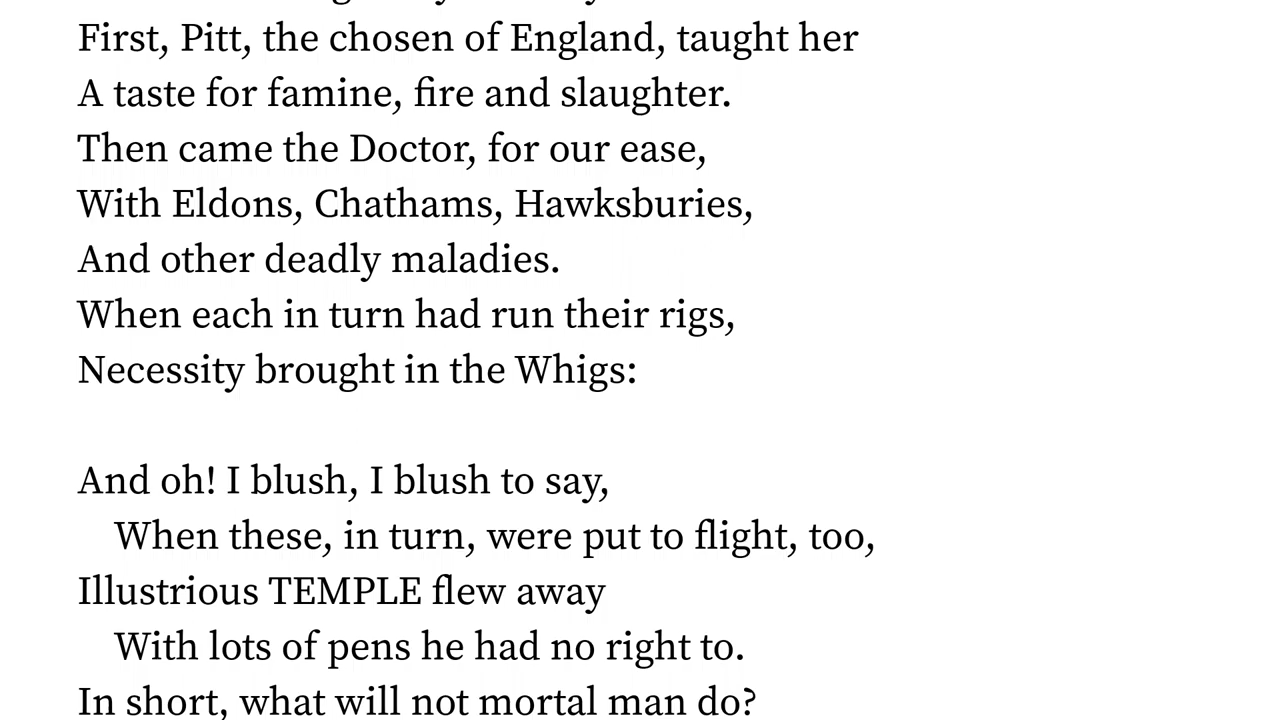 First, Pitt, the chosen of England, taught her
A taste for famine, fire and slaughter.
Then came the Doctor, for our ease,
With Eldons, Chathams, Hawksburies,
And other deadly maladies.
When each in turn had run their rigs,
Necessity brought in the Whigs:
And oh! I blush, I blush to say,
When these, in turn, were put to flight, too,
Illustrious TEMPLE flew away
With lots of pens he had no right to.
In short, what will not mortal man do?